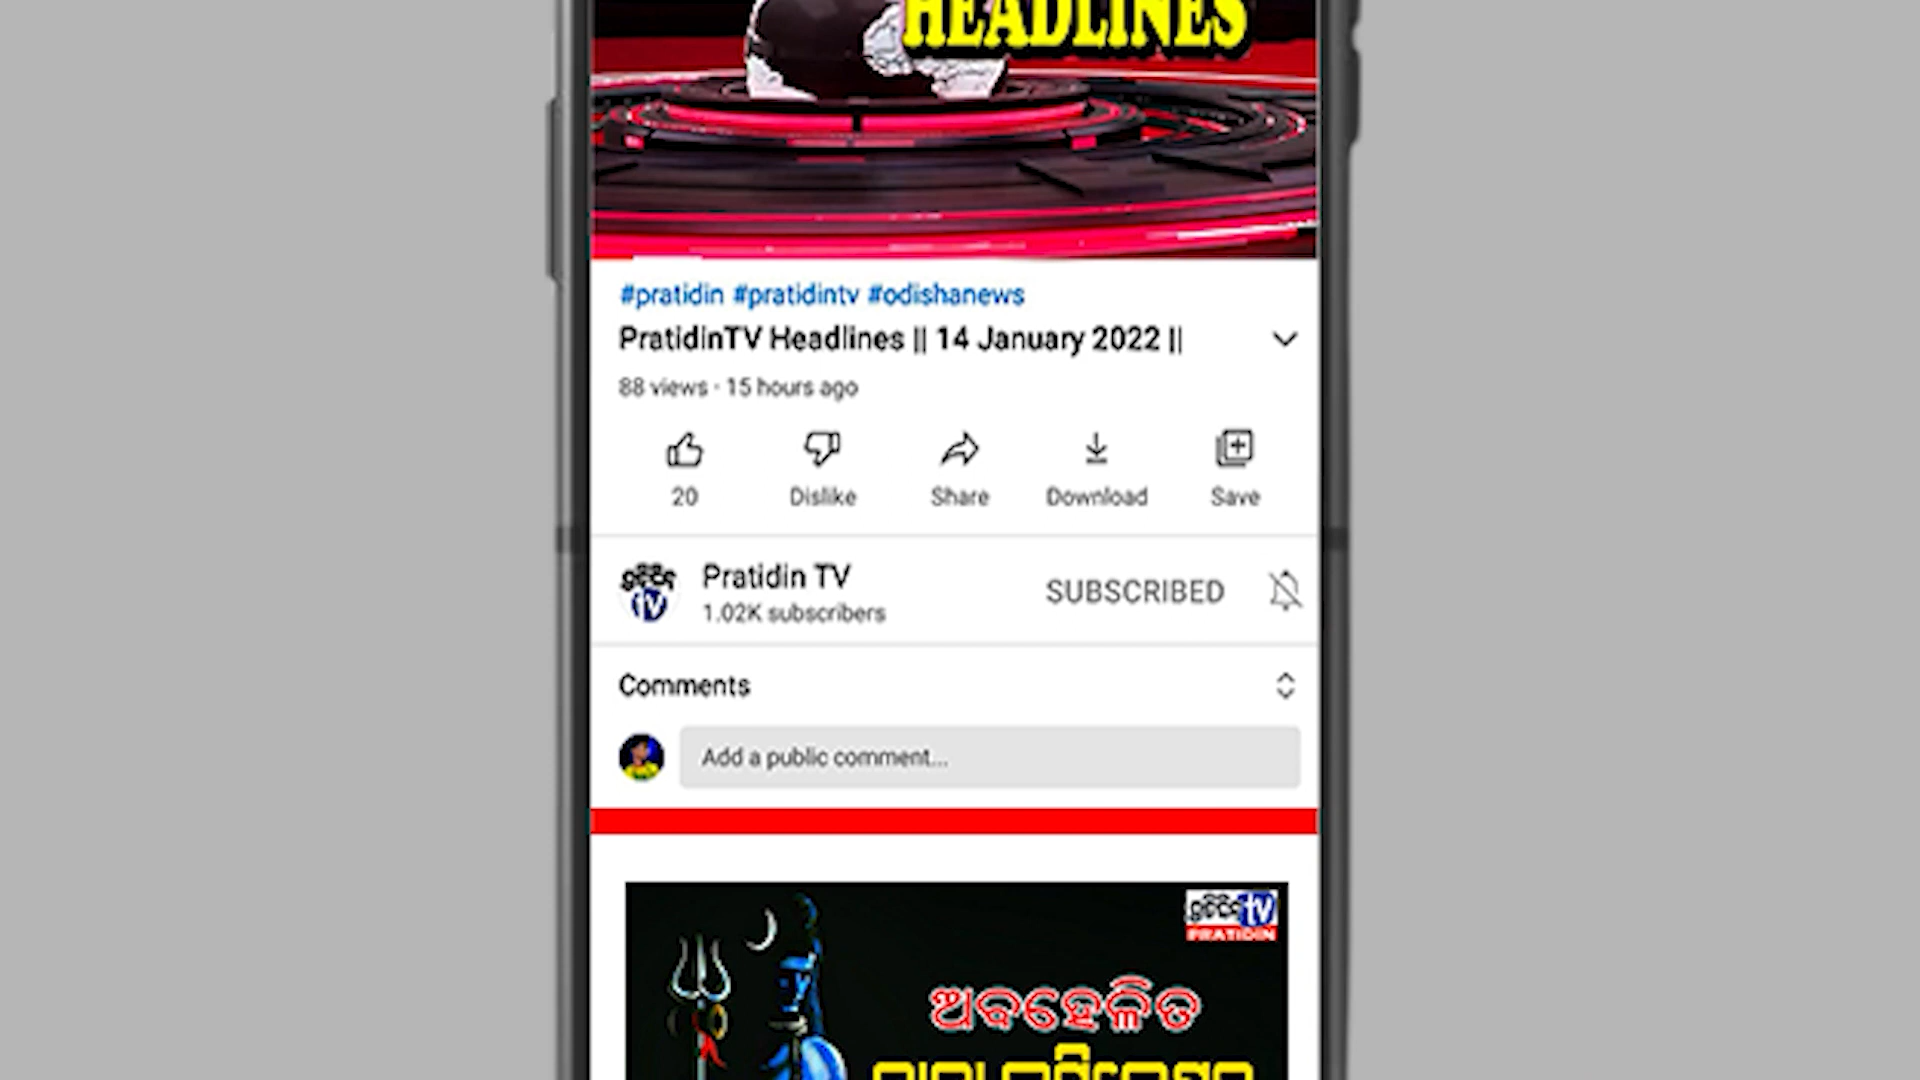 HEADLINES
#pratidin #pratidintv #odishanews
PratidinTV Headlines || 14 January 2022 ||
88 views · 15 hours ago
20
Dislike
Share
Download
Save
Pratidin TV
1.02K subscribers
SUBSCRIBED
Comments
Add a public comment...
tv
PRATIDIN
ଅବହେଳିତ